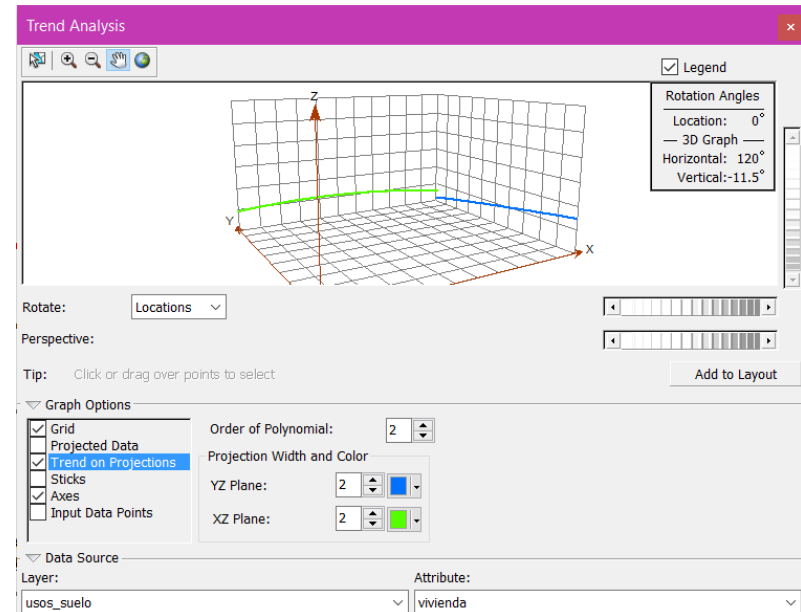 Trend Analysis
Legend
Rotation Angles
Location: 0°
3D Graph
Horizontal: 120°
Vertical:-11.5°
Z
Y
X
Rotate: Locations
Perspective:
Tip: Click or drag over points to select
Add to Layout
Graph Options
Grid
Projected Data
Trend on Projections
Sticks
Axes
Input Data Points
Order of Polynomial: 2
Projection Width and Color
YZ Plane: 2
XZ Plane: 2
Data Source
Layer: Attribute:
usos_suelo vivienda